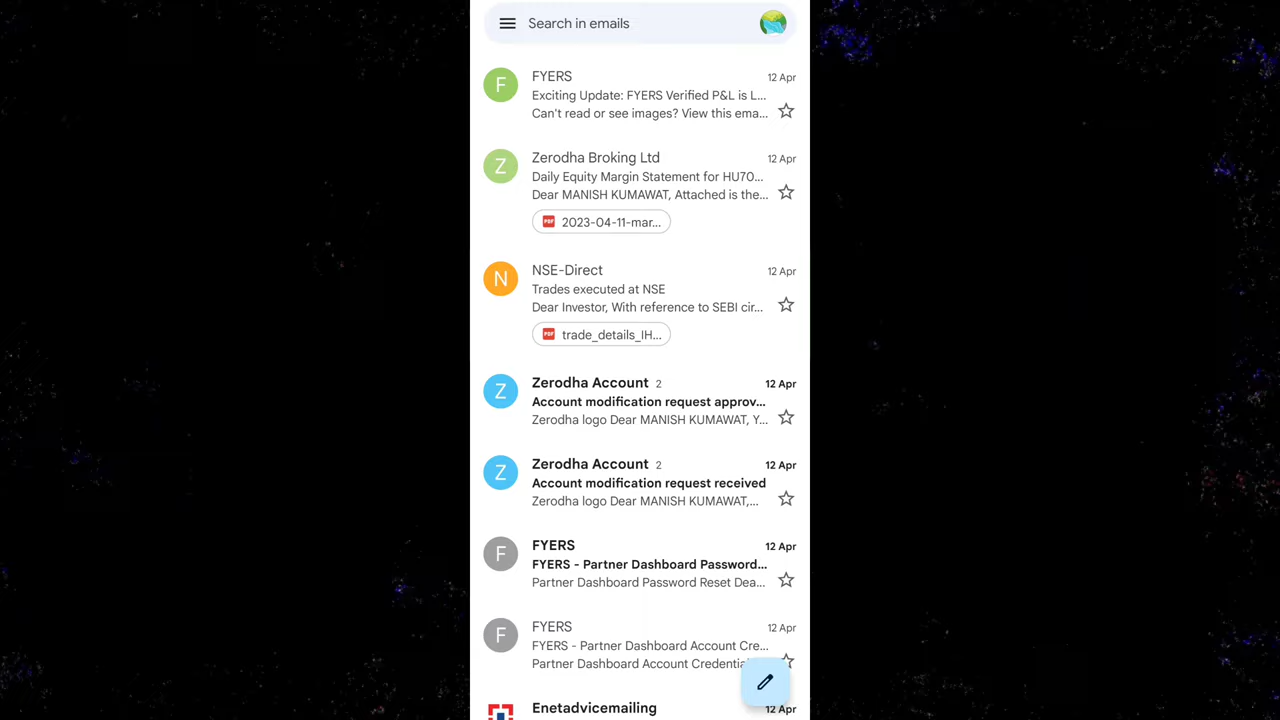 Search in emails
F
FYERS
12 Apr
Exciting Update: FYERS Verified P&L is L...
Can't read or see images? View this ema...
Z
Zerodha Broking Ltd
12 Apr
Daily Equity Margin Statement for HU70...
Dear MANISH KUMAWAT, Attached is the...
PDF 2023-04-11-mar...
N
NSE-Direct
12 Apr
Trades executed at NSE
Dear Investor, With reference to SEBI cir...
PDF trade_details_IH...
Z
Zerodha Account 2
12 Apr
Account modification request approv...
Zerodha logo Dear MANISH KUMAWAT, Y...
Z
Zerodha Account 2
12 Apr
Account modification request received
Zerodha logo Dear MANISH KUMAWAT,...
F
FYERS
12 Apr
FYERS - Partner Dashboard Password...
Partner Dashboard Password Reset Dea...
F
FYERS
12 Apr
FYERS - Partner Dashboard Account Cre...
Partner Dashboard Account
Enetadvicemailing
12 Apr